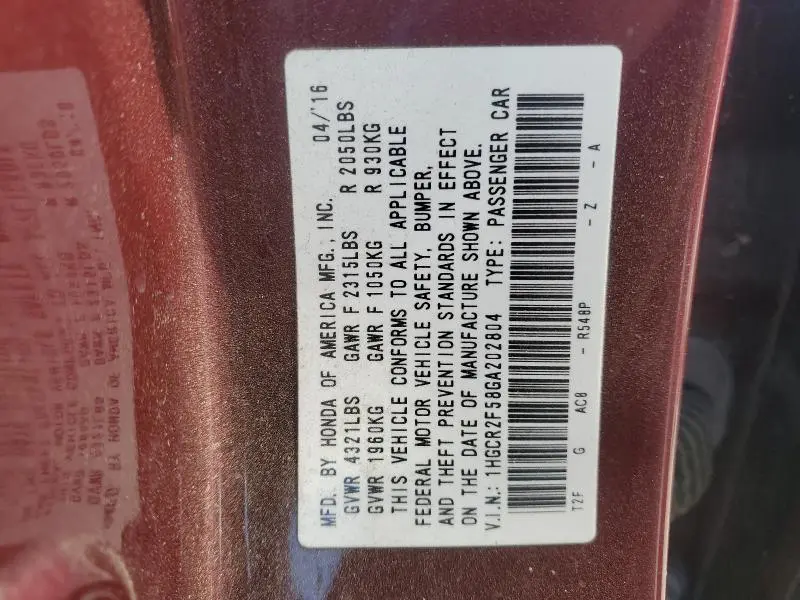 MFD. BY HONDA OF AMERICA MFG., INC. 04/'16
GVWR 4321LBS GAWR F 2315LBS R 2050LBS
GVWR 1960KG GAWR F 1050KG R 930KG
THIS VEHICLE CONFORMS TO ALL APPLICABLE
FEDERAL MOTOR VEHICLE SAFETY, BUMPER,
AND THEFT PREVENTION STANDARDS IN EFFECT
ON THE DATE OF MANUFACTURE SHOWN ABOVE.
V.I.N.: 1HGCR2F58GA202804 TYPE: PASSENGER CAR
T2F G AC8 - R548P - Z - A